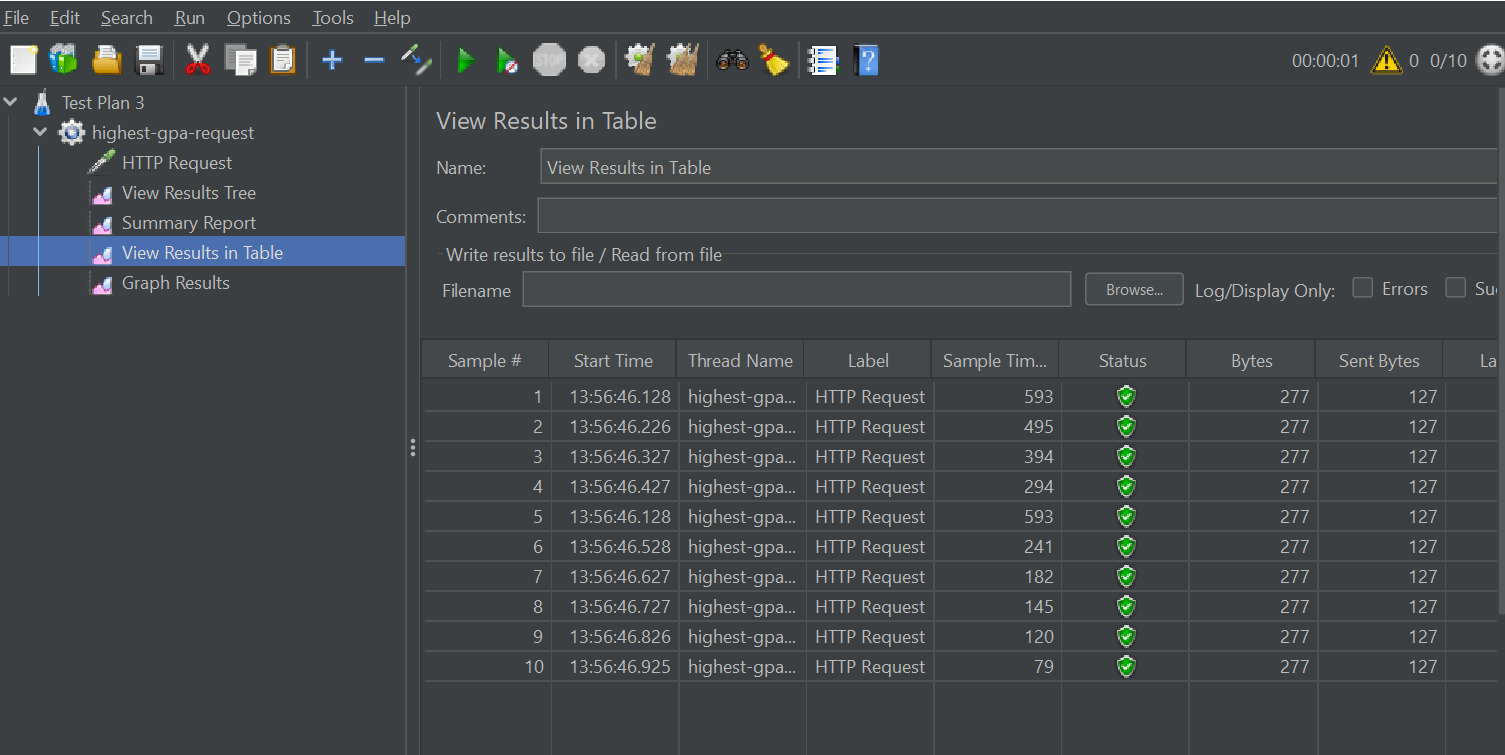 File Edit Search Run Options Tools Help
STOP 00:00:01 0 0/10
Test Plan 3
highest-gpa-request
HTTP Request
View Results Tree
Summary Report
View Results in Table
Graph Results
View Results in Table
Name: View Results in Table
Comments:
Write results to file / Read from file
Filename Browse... Log/Display Only: Errors Suc
Sample # Start Time Thread Name Label Sample Tim... Status Bytes Sent Bytes La
1 13:56:46.128 highest-gpa... HTTP Request 593 277 127
2 13:56:46.226 highest-gpa... HTTP Request 495 277 127
3 13:56:46.327 highest-gpa... HTTP Request 394 277 127
4 13:56:46.427 highest-gpa... HTTP Request 294 277 127
5 13:56:46.128 highest-gpa... HTTP Request 593 277 127
6 13:56:46.528 highest-gpa... HTTP Request 241 277 127
7 13:56:46.627 highest-gpa... HTTP Request 182 277 127
8 13:56:46.727 highest-gpa... HTTP Request 145 277 127
9 13:56:46.826 highest-gpa... HTTP Request 120 277 127
10 13:56:46.925 highest-gpa... HTTP Request 79 277 127